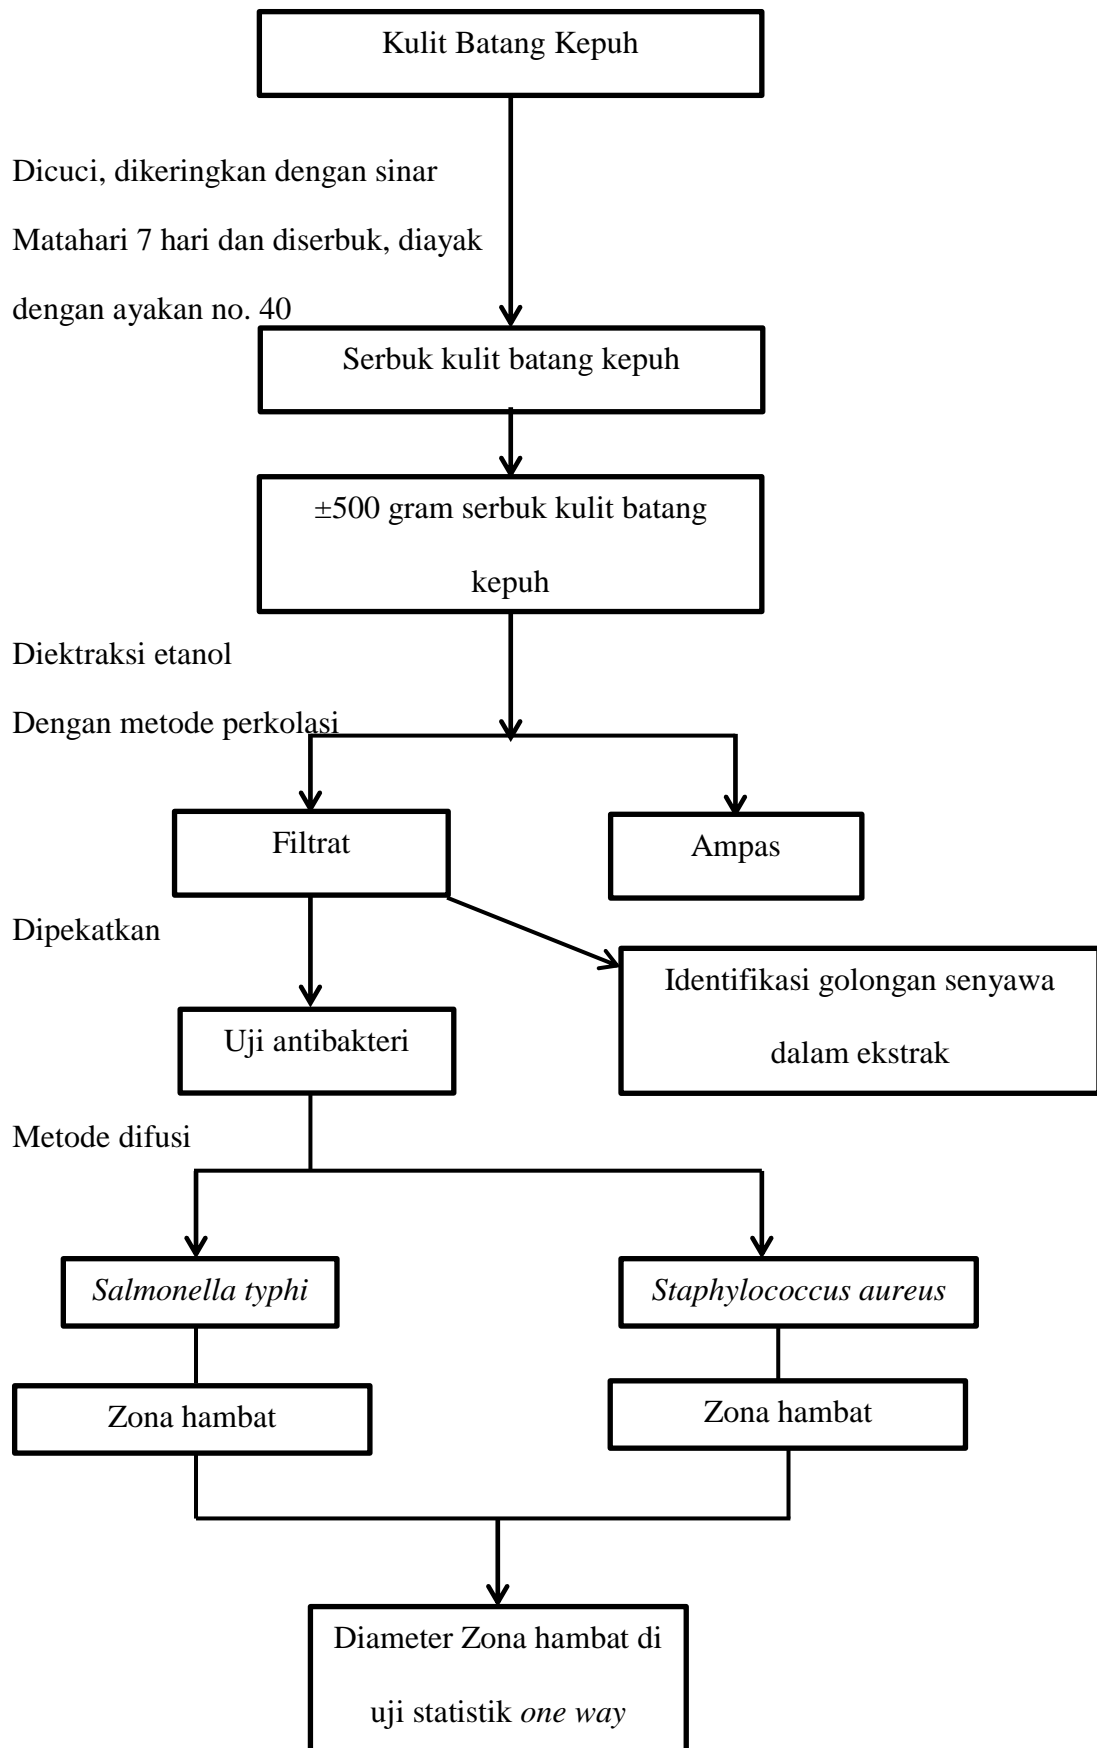 Kulit Batang Kepuh
Dicuci, dikeringkan dengan sinar
Matahari 7 hari dan diserbuk, diayak
dengan ayakan no. 40
Serbuk kulit batang kepuh
±500 gram serbuk kulit batang
kepuh
Diektraksi etanol
Dengan metode perkolasi
Filtrat
Ampas
Dipekatkan
Identifikasi golongan senyawa
dalam ekstrak
Uji antibakteri
Metode difusi
Salmonella typhi
Staphylococcus aureus
Zona hambat
Zona hambat
Diameter Zona hambat di
uji statistik one way